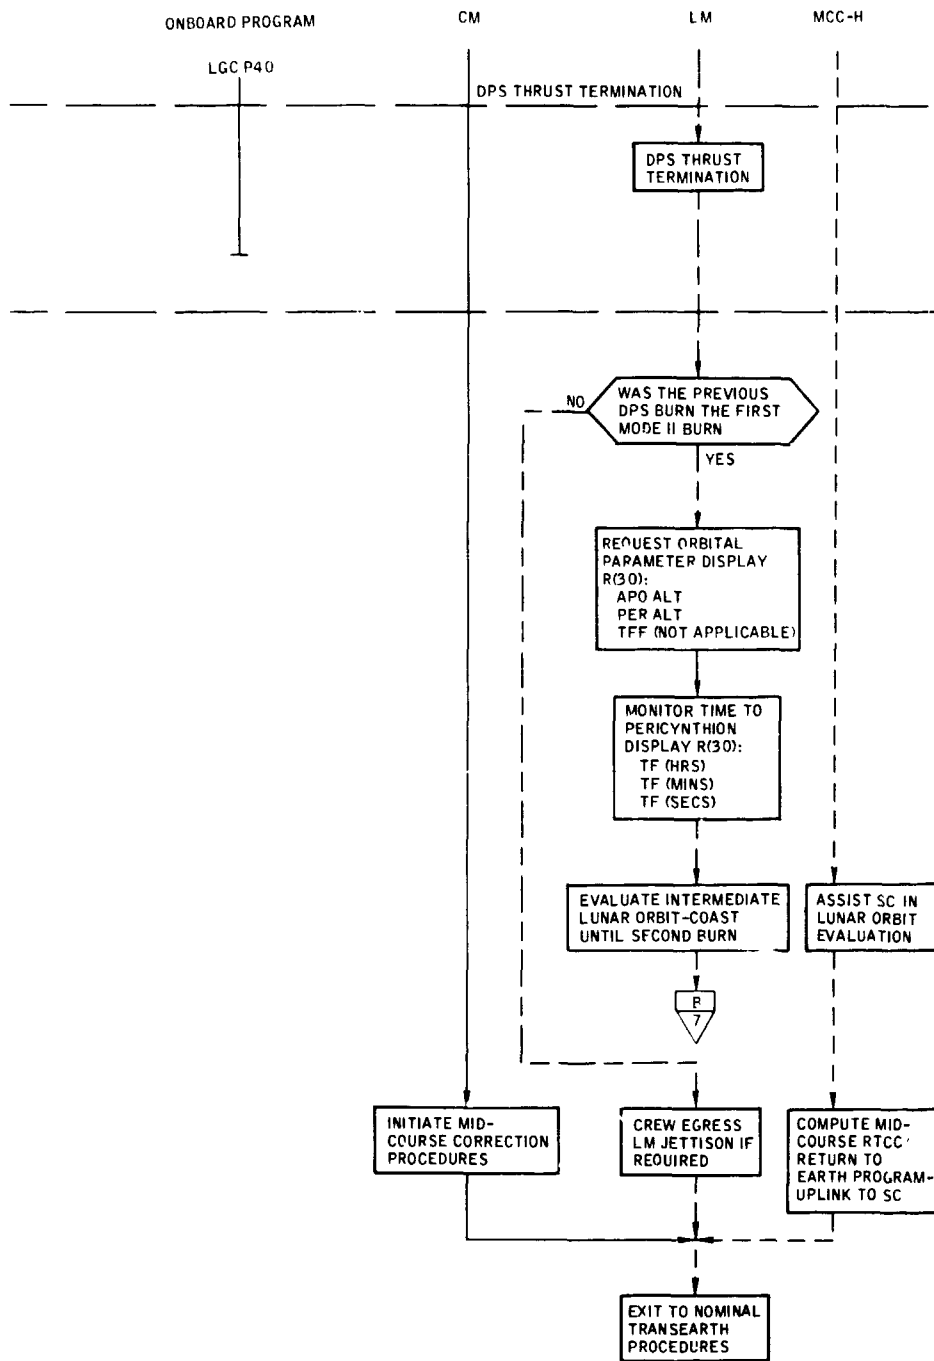 ONBOARD PROGRAM
CM
LM
MCC-H
LGC P40
DPS THRUST TERMINATION
DPS THRUST
TERMINATION
WAS THE PREVIOUS
DPS BURN THE FIRST
MODE II BURN
NO
YES
REQUEST ORBITAL
PARAMETER DISPLAY
R(30):
APO ALT
PER ALT
TFF (NOT APPLICABLE)
MONITOR TIME TO
PERICYNTHION
DISPLAY R(30):
TF (HRS)
TF (MINS)
TF (SECS)
EVALUATE INTERMEDIATE
LUNAR ORBIT-COAST
UNTIL SECOND BURN
ASSIST SC IN
LUNAR ORBIT
EVALUATION
7
INITIATE MID-
COURSE CORRECTION
PROCEDURES
CREW EGRESS
LM JETTISON IF
REQUIRED
COMPUTE MID-
COURSE RTCC
RETURN TO
EARTH PROGRAM-
UPLINK TO SC
EXIT TO NOMINAL
TRANSEARTH
PROCEDURES